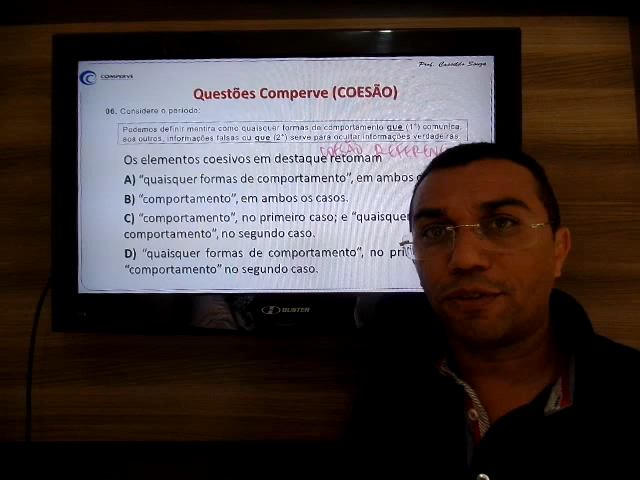 COMPERVE
Prof. Cassildo Souza
Questões Comperve (COESÃO)
06. Considere o período:
Podemos definir mentira como quaisquer formas de comportamento que (1º) comunica,
aos outros, informações falsas ou que (2º) serve para ocultar informações verdadeiras.
COESÃO
Os elementos coesivos em destaque retomam
A) "quaisquer formas de comportamento", em ambos
B) "comportamento", em ambos os casos.
C) "comportamento", no primeiro caso; e
comportamento", no segundo caso.
D) "quaisquer formas de comportamento", no
"comportamento" no segundo caso.
BUSTER